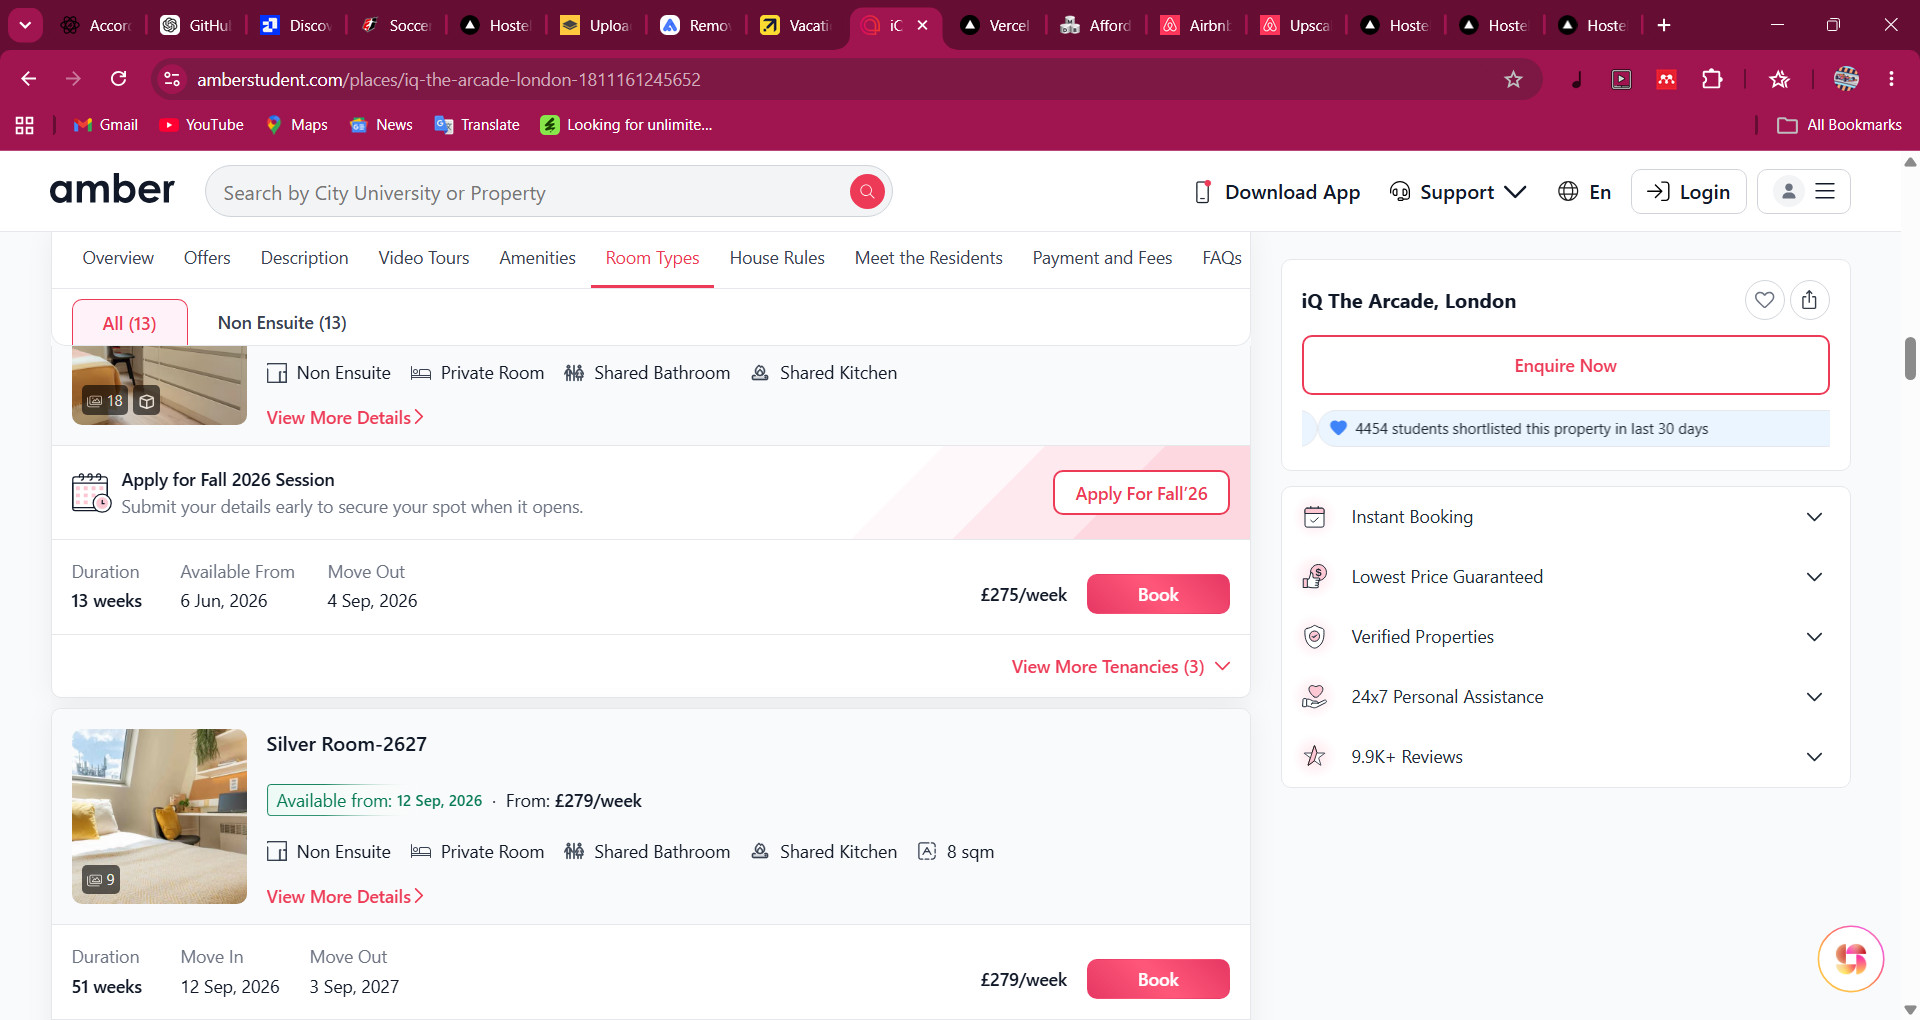 Accor
GitHu
Disco
Socce
Hoste
Uploa
Remo
Vacati
iQ
Vercel
Afford
Airbn
Upsca
Hoste
Hoste
Hoste
amberstudent.com/places/iq-the-arcade-london-1811161245652
Gmail
YouTube
Maps
News
Translate
Looking for unlimite...
All Bookmarks
amber
Search by City University or Property
Download App
Support
En
Login
Overview
Offers
Description
Video Tours
Amenities
Room Types
House Rules
Meet the Residents
Payment and Fees
FAQs
All (13)
Non Ensuite (13)
18
Non Ensuite
Private Room
Shared Bathroom
Shared Kitchen
View More Details
Apply for Fall 2026 Session
Submit your details early to secure your spot when it opens.
Apply For Fall'26
Duration
Available From
Move Out
13 weeks
6 Jun, 2026
4 Sep, 2026
£275/week
Book
View More Tenancies (3)
Silver Room-2627
Available from: 12 Sep, 2026 · From: £279/week
Non Ensuite
Private Room
Shared Bathroom
Shared Kitchen
8 sqm
9
View More Details
Duration
Move In
Move Out
51 weeks
12 Sep, 2026
3 Sep, 2027
£279/week
Book
iQ The Arcade, London
Enquire Now
4454 students shortlisted this property in last 30 days
Instant Booking
Lowest Price Guaranteed
Verified Properties
24x7 Personal Assistance
9.9K+ Reviews